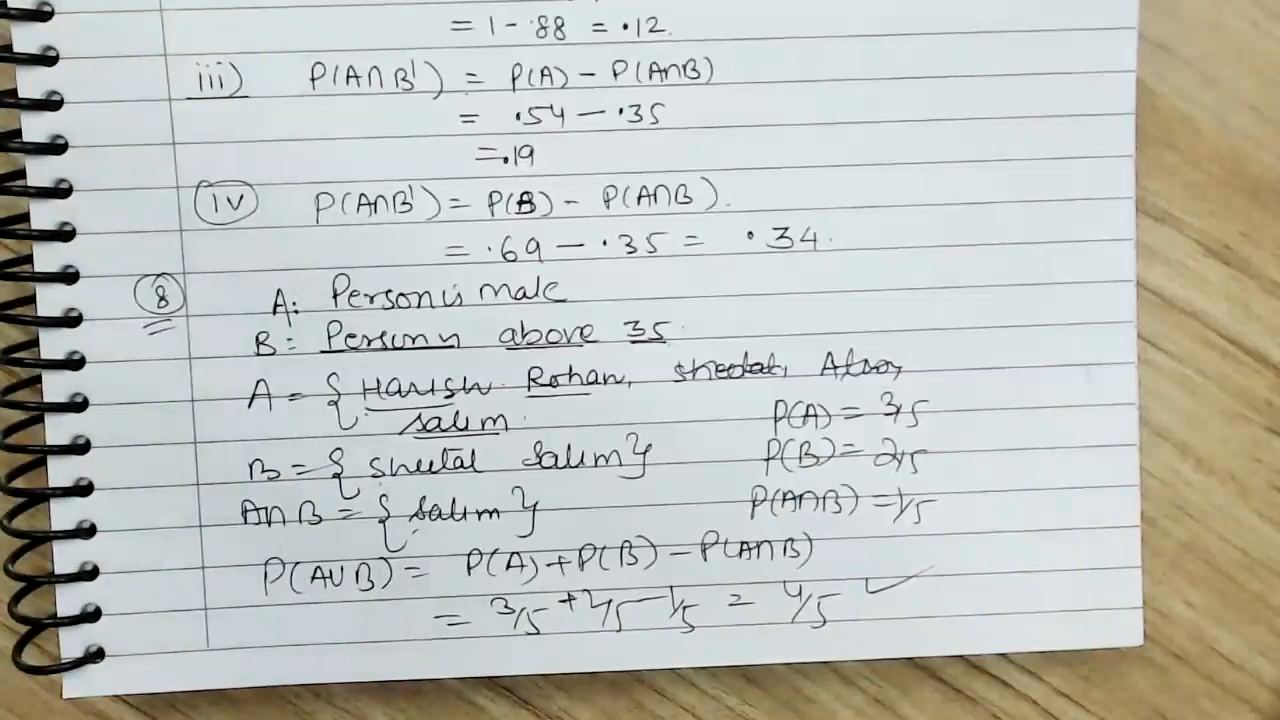 = 1 - .88 = .12.
iii) P(A∩B') = P(A) - P(A∩B)
= .54 - .35
= .19
iv) P(A∩B') = P(B) - P(A∩B).
= .69 - .35 = .34.
8 A: Person is male
B: Person is above 35.
A = { Harish Rohan, Sheetal,
Salim. P(A) = 3/5
B = { Sheetal Salim } P(B) = 2/5
A∩B = { Salim } P(A∩B) = 1/5
P(A∪B) = P(A) + P(B) - P(A∩B)
= 3/5 + 2/5 - 1/5 = 4/5